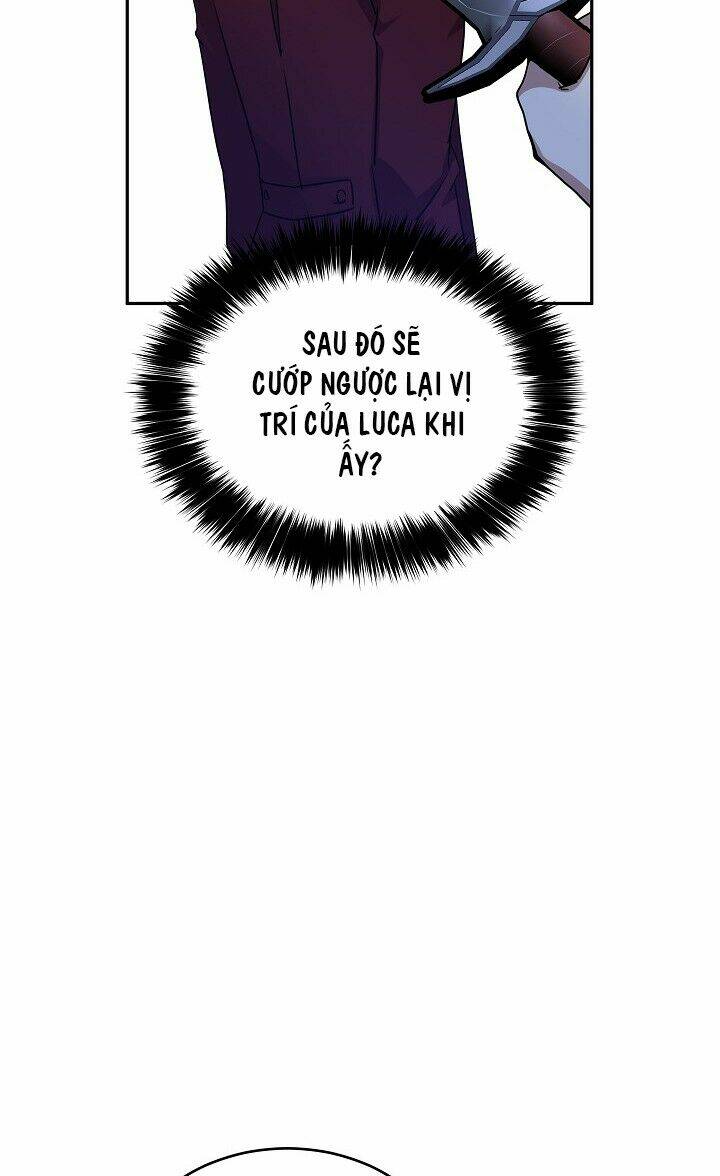 SAU ĐÓ SẼ
CƯỚP NGƯỢC LẠI VỊ
TRÍ CỦA LUCA KHI
ẤY?